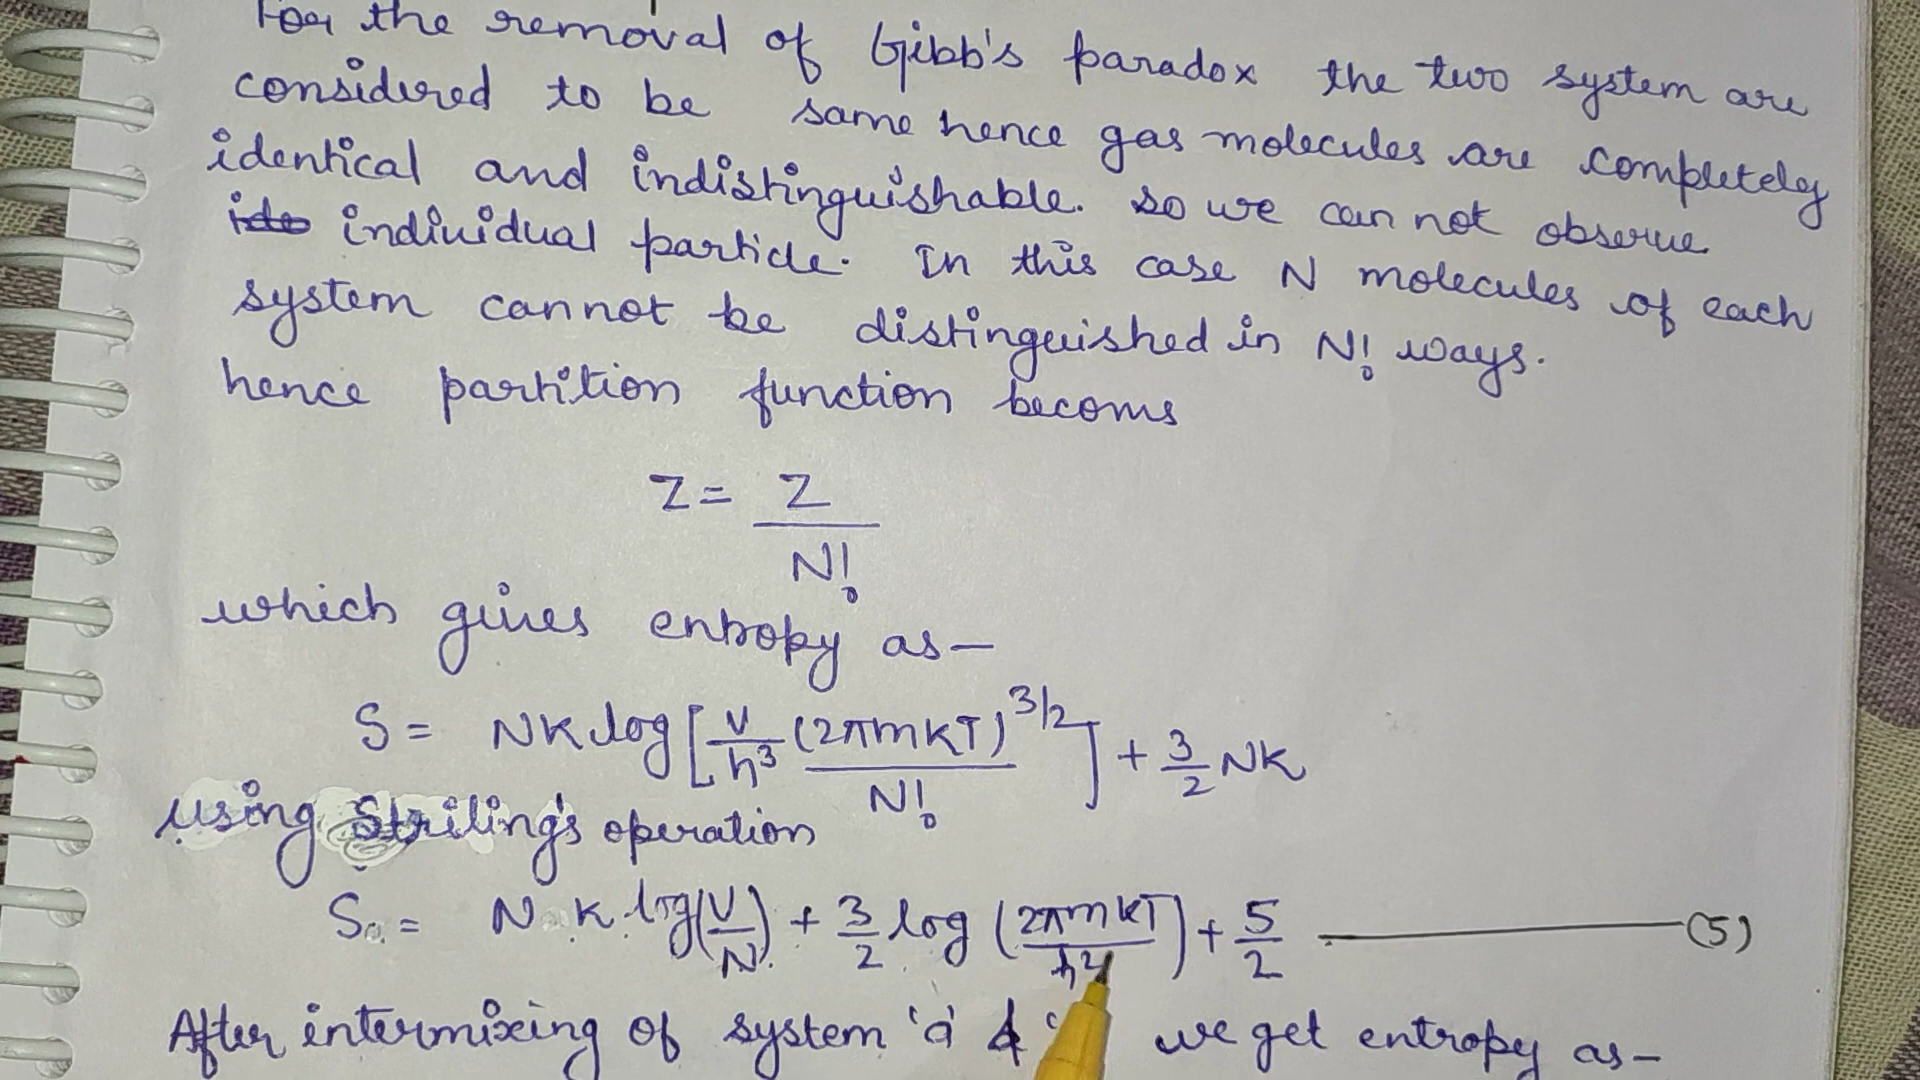 For the removal of Gibb's paradox the two system are
considered to be same hence gas molecules are completely
identical and indistinguishable. so we can not observe
individual particle. In this case N molecules of each
system cannot be distinguished in N! ways.
hence partition function becoms
Z = Z / N!
which gives entropy as—
S = NK log [ V/h³ (2πmKT)^3/2 / N! ] + 3/2 NK
using Striling's operation
S = N K log(V/N) + 3/2 log (2πmKT / h²) + 5/2 ———(5)
After intermixing of system 'a' & we get entropy as—